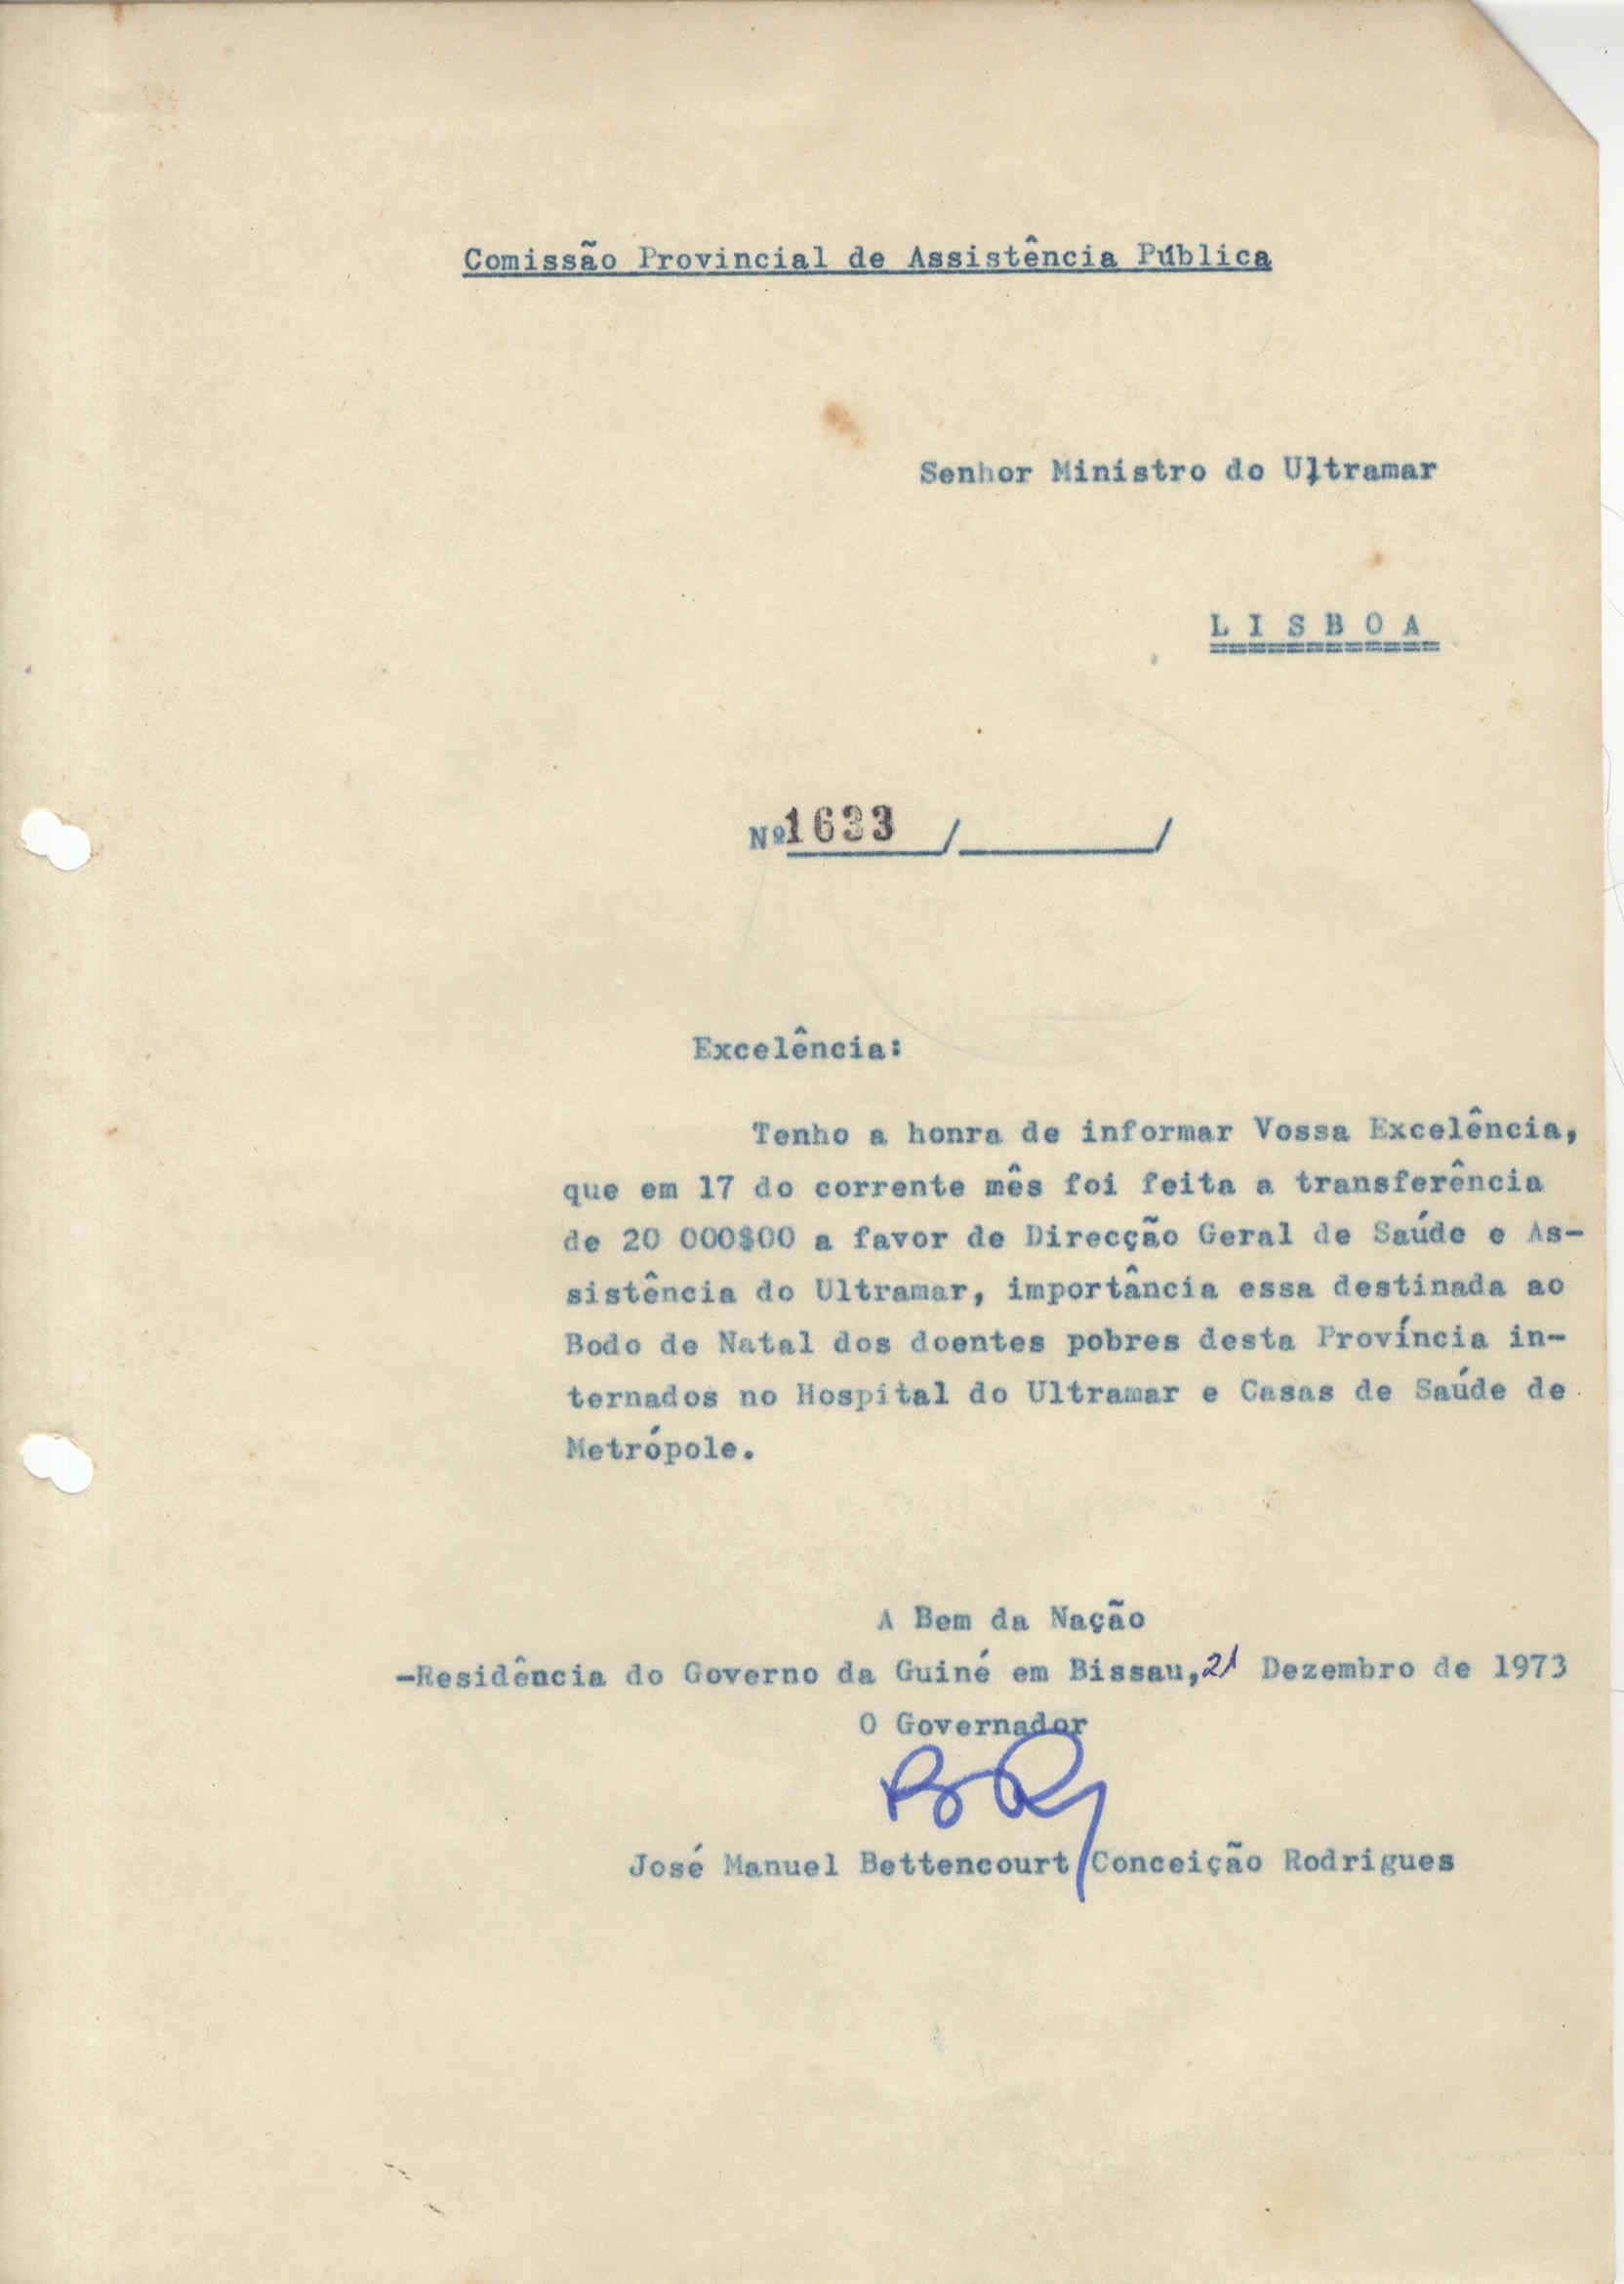 Comissão Provincial de Assistência Pública
Senhor Ministro do Ultramar
L I S B O A
Nº1633 /__________/
Excelência:
Tenho a honra de informar Vossa Excelência,
que em 17 do corrente mês foi feita a transferência
de 20 000$00 a favor de Direcção Geral de Saúde e As-
sistência do Ultramar, importância essa destinada ao
Bodo de Natal dos doentes pobres desta Província in-
ternados no Hospital do Ultramar e Casas de Saúde de
Metrópole.
A Bem da Nação
-Residência do Governo da Guiné em Bissau,21 Dezembro de 1973
O Governador
José Manuel Bettencourt Conceição Rodrigues